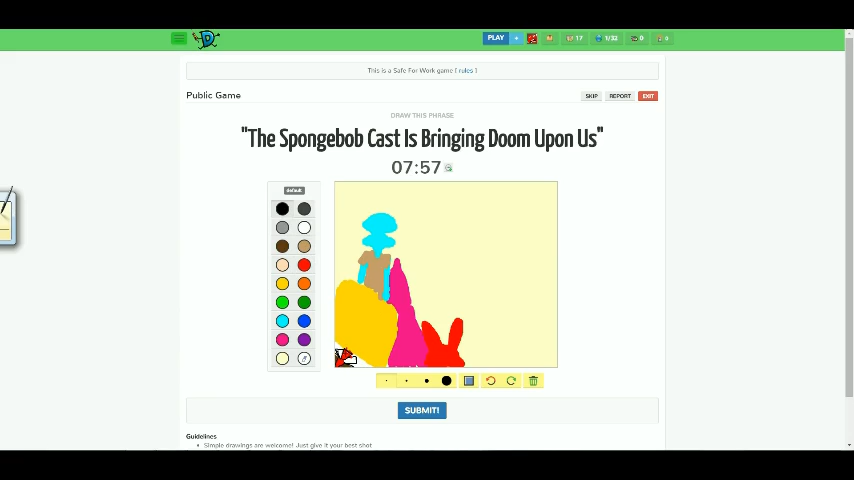 PLAY
+
17
1/32
0
8
This is a Safe For Work game [ rules ]
Public Game
SKIP
REPORT
EXIT
DRAW THIS PHRASE
"The Spongebob Cast Is Bringing Doom Upon Us"
07:57
default
SUBMIT!
Guidelines
Simple drawings are welcome! Just give it your best shot.